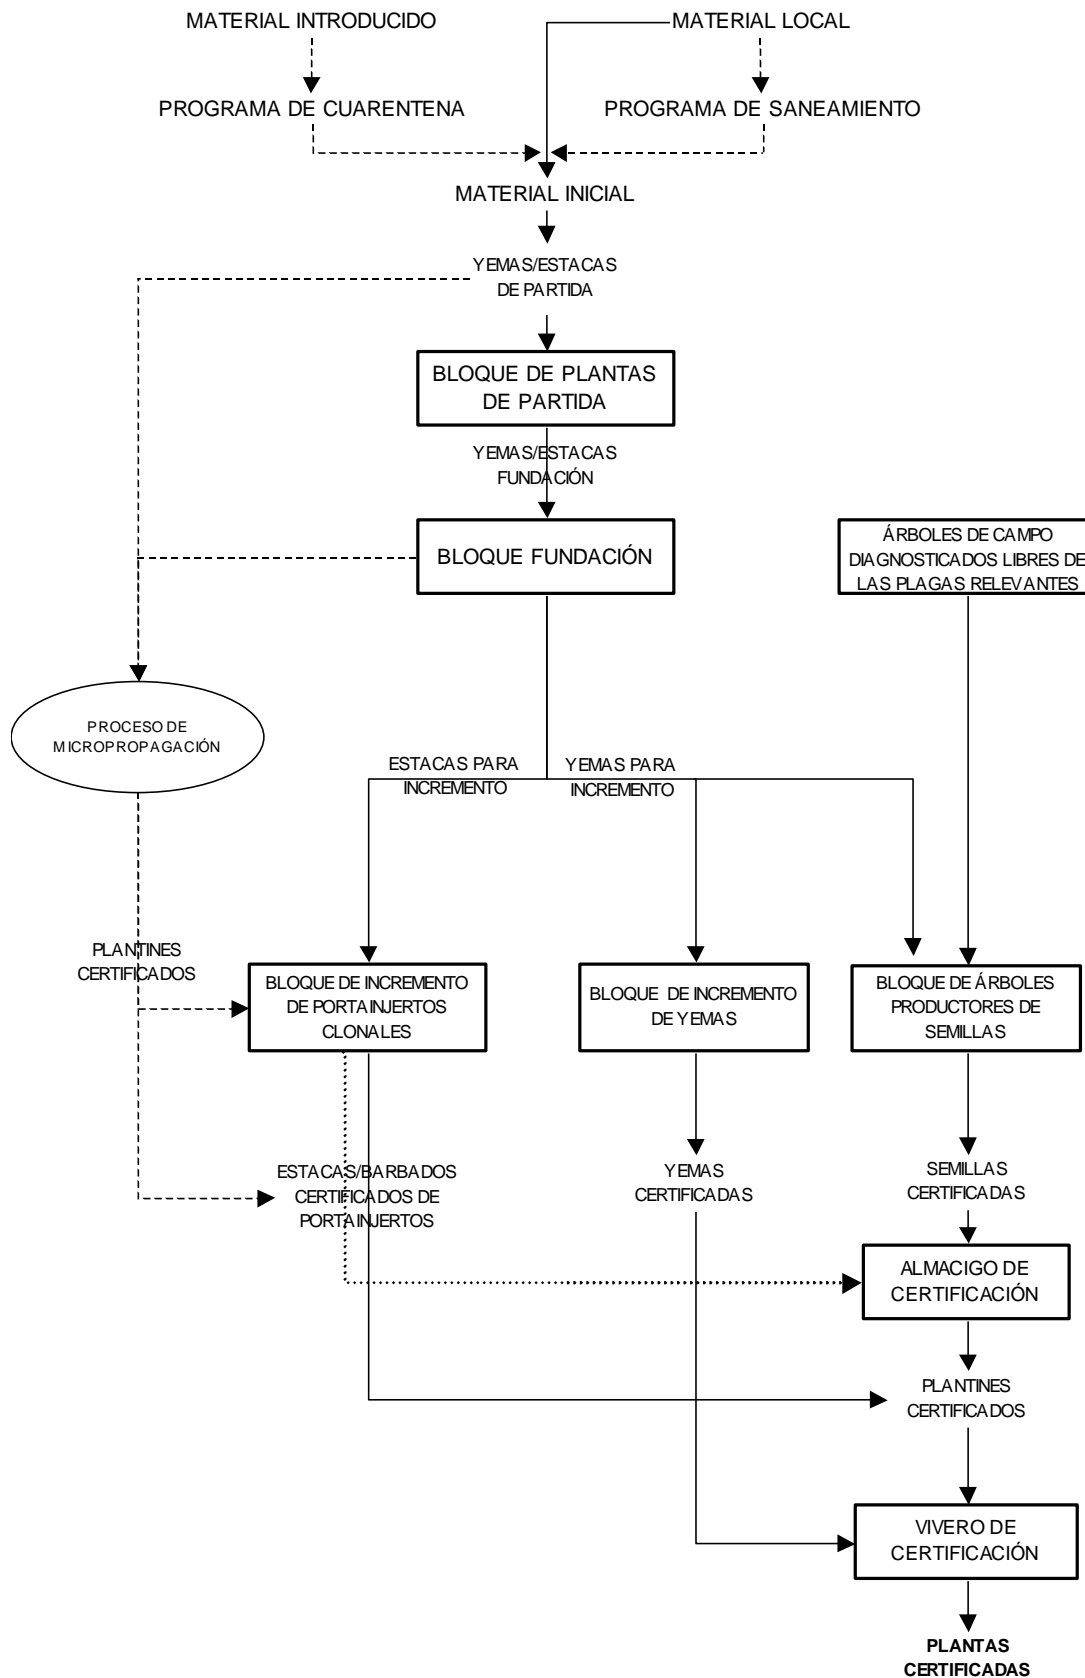 MATERIAL INTRODUCIDO
MATERIAL LOCAL
PROGRAMA DE CUARENTENA
PROGRAMA DE SANEAMIENTO
MATERIAL INICIAL
YEMAS/ESTACAS
DE PARTIDA
BLOQUE DE PLANTAS
DE PARTIDA
YEMAS/ESTACAS
FUNDACIÓN
BLOQUE FUNDACIÓN
ÁRBOLES DE CAMPO
DIAGNOSTICADOS LIBRES DE
LAS PLAGAS RELEVANTES
PROCESO DE
MICROPROPAGACIÓN
ESTACAS PARA
INCREMENTO
YEMAS PARA
INCREMENTO
PLANTINES
CERTIFICADOS
BLOQUE DE INCREMENTO
DE PORTAINJERTOS
CLONALES
BLOQUE DE INCREMENTO
DE YEMAS
BLOQUE DE ÁRBOLES
PRODUCTORES DE
SEMILLAS
ESTACAS/BARBADOS
CERTIFICADOS DE
PORTAINJERTOS
YEMAS
CERTIFICADAS
SEMILLAS
CERTIFICADAS
ALMACIGO DE
CERTIFICACIÓN
PLANTINES
CERTIFICADOS
VIVERO DE
CERTIFICACIÓN
PLANTAS
CERTIFICADAS